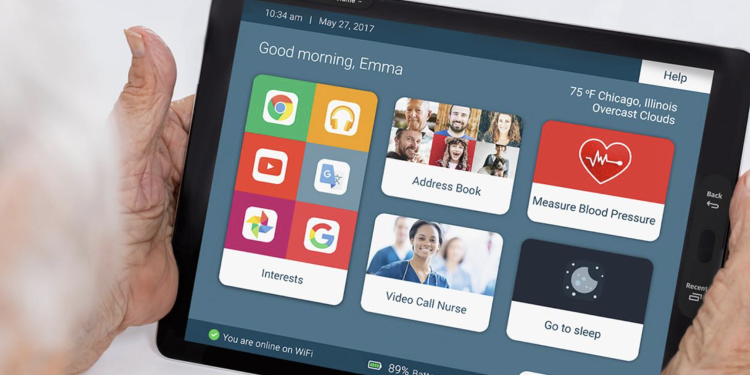 10:34 am | May 27, 2017
Help
Good morning, Emma
75 ºF Chicago, Illinois
Overcast Clouds
Address Book
Measure Blood Pressure
Interests
Video Call Nurse
Go to sleep
Back
Recent
You are online on WiFi
89%